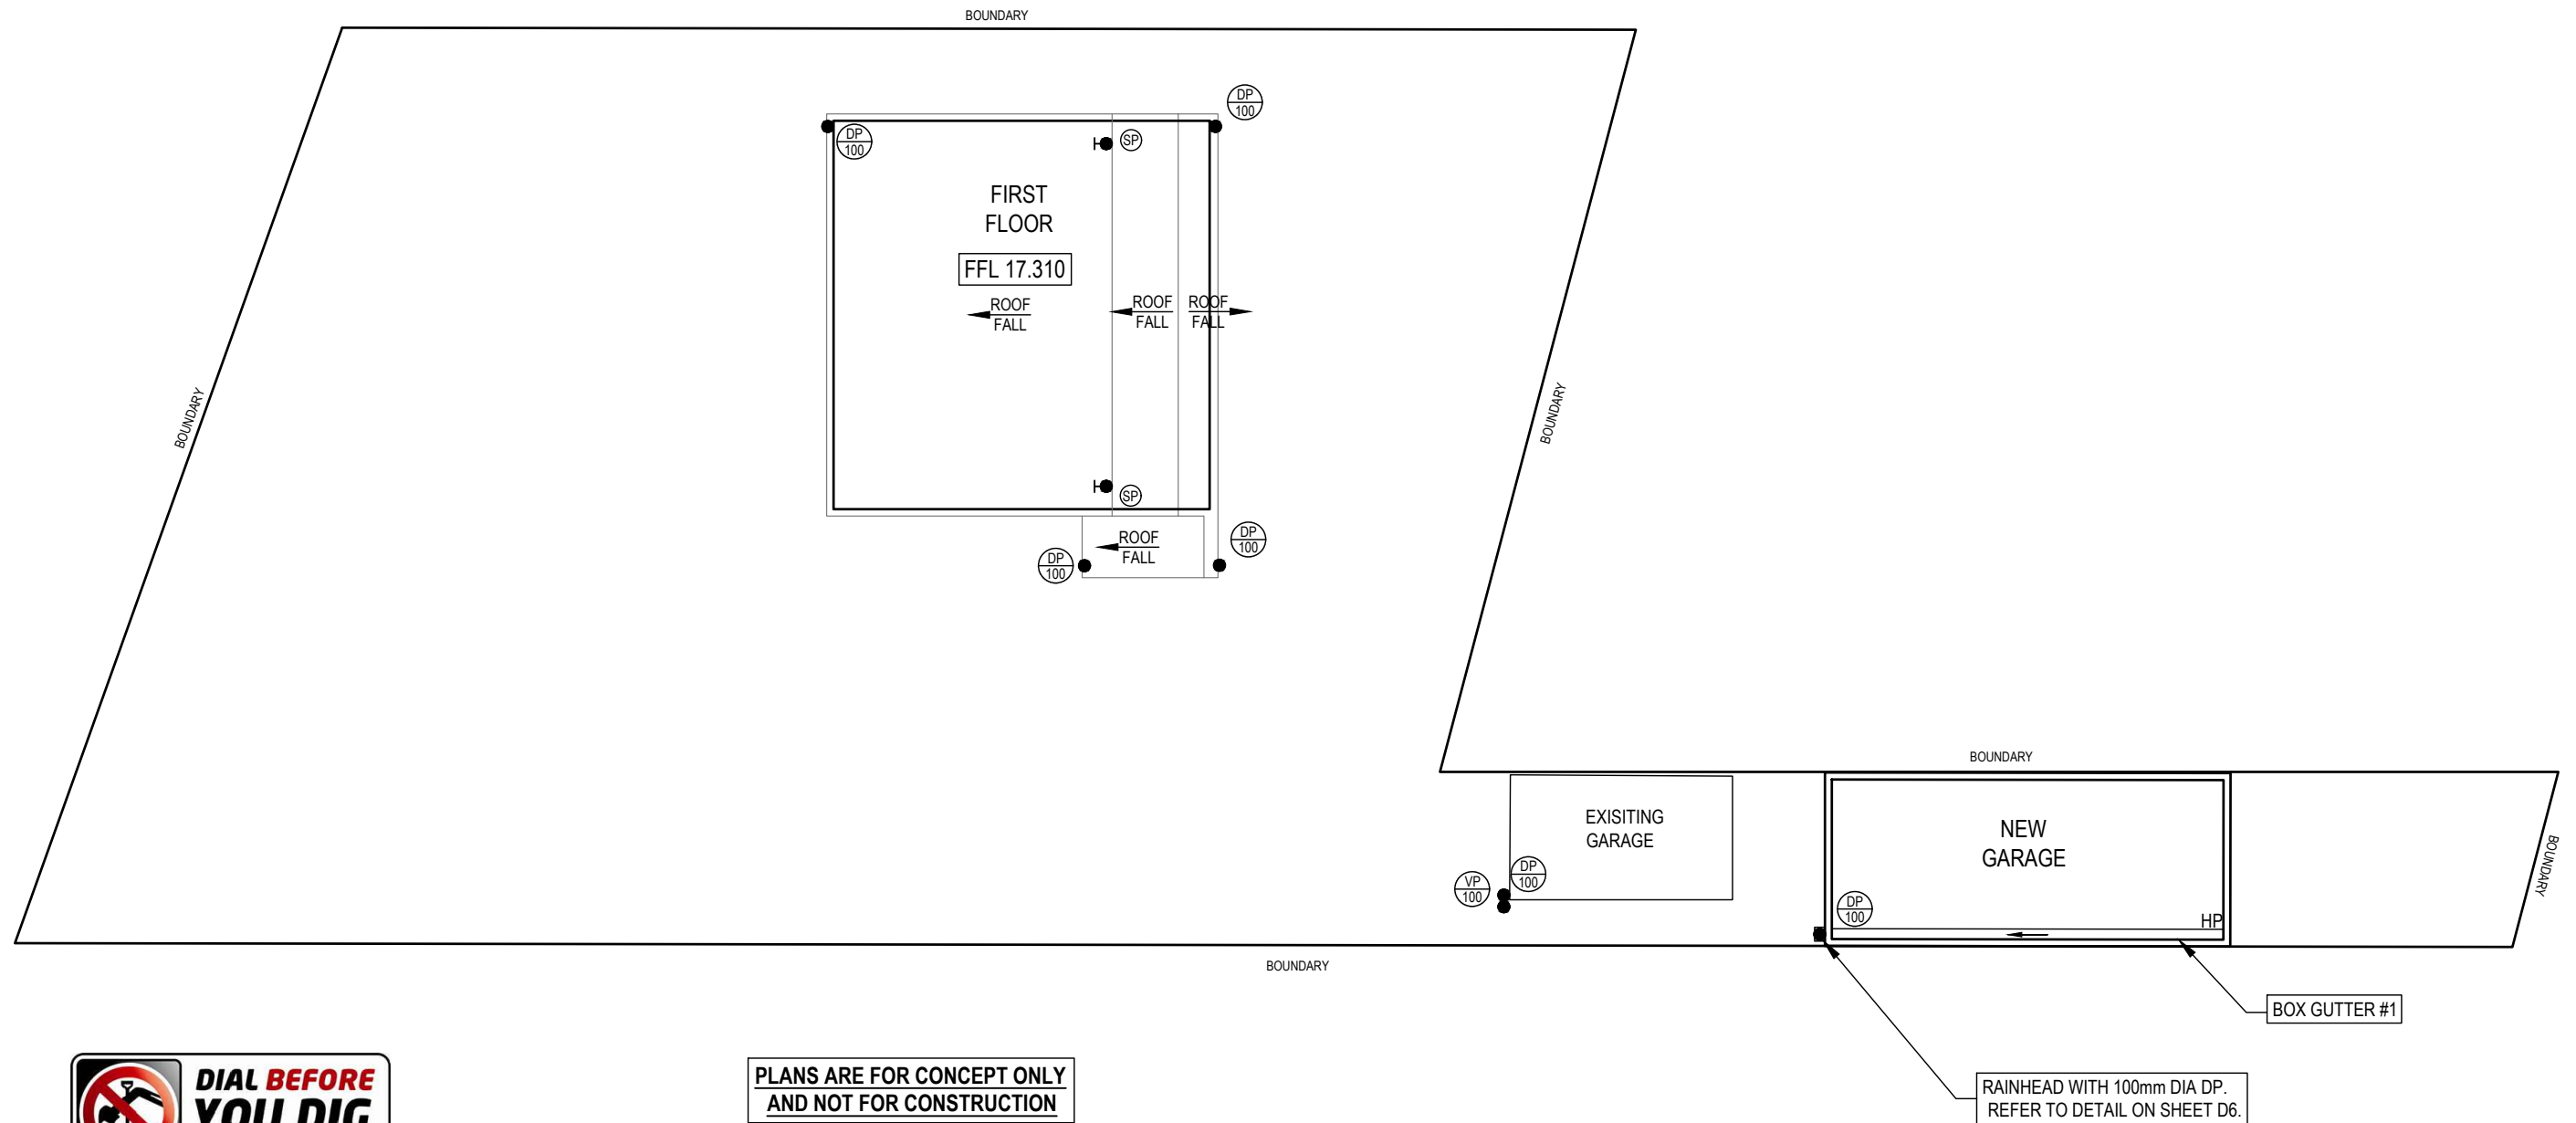 BOUNDARY
DP
100
DP
100
SP
FIRST
FLOOR
FFL 17.310
ROOF
FALL
ROOF
FALL
ROOF
FALL
BOUNDARY
BOUNDARY
SP
ROOF
FALL
DP
100
DP
100
BOUNDARY
EXISITING
GARAGE
NEW
GARAGE
BOUNDARY
VP
100
DP
100
DP
100
HP
BOUNDARY
BOX GUTTER #1
DIAL BEFORE
YOU DIG
PLANS ARE FOR CONCEPT ONLY
AND NOT FOR CONSTRUCTION
RAINHEAD WITH 100mm DIA DP.
REFER TO DETAIL ON SHEET D6.